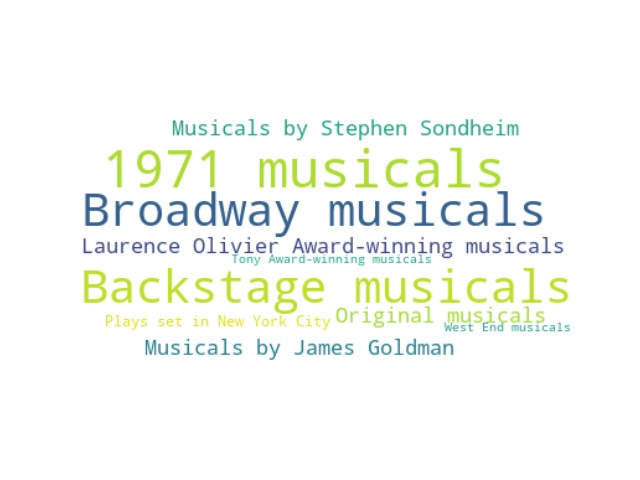 Musicals by Stephen Sondheim
1971 musicals
Broadway musicals
Laurence Olivier Award-winning musicals
Tony Award-winning musicals
Backstage musicals
Original musicals
Plays set in New York City
West End musicals
Musicals by James Goldman